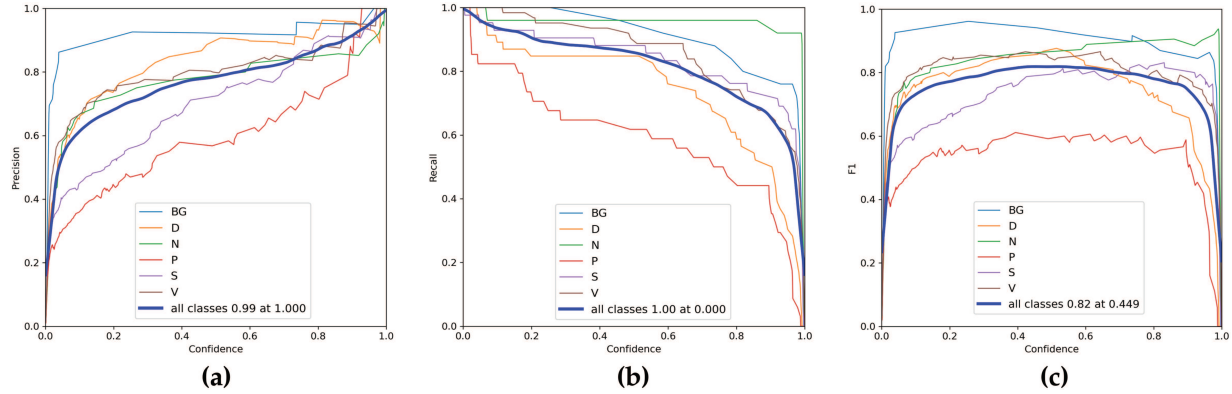 Precision
1.0
0.8
0.6
0.4
0.2
0.0
BG
D
N
P
S
V
all classes 0.99 at 1.000
0.0 0.2 0.4 0.6 0.8 1.0
Confidence
(a)
Recall
1.0
0.8
0.6
0.4
0.2
0.0
BG
D
N
P
S
V
all classes 1.00 at 0.000
0.0 0.2 0.4 0.6 0.8 1.0
Confidence
(b)
F1
1.0
0.8
0.6
0.4
0.2
0.0
BG
D
N
P
S
V
all classes 0.82 at 0.449
0.0 0.2 0.4 0.6 0.8 1.0
Confidence
(c)